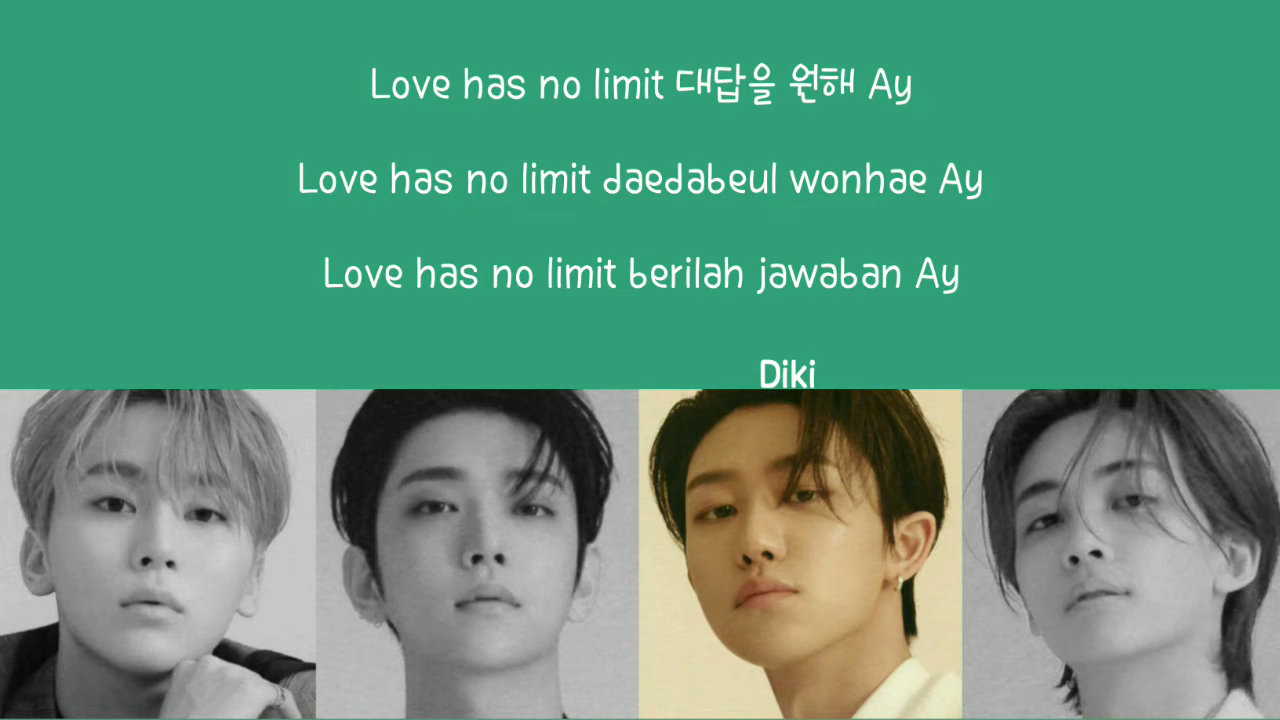 Love has no limit 대답을 원해 Ay
Love has no limit daedabeul wonhae Ay
Love has no limit berilah jawaban Ay
Diki